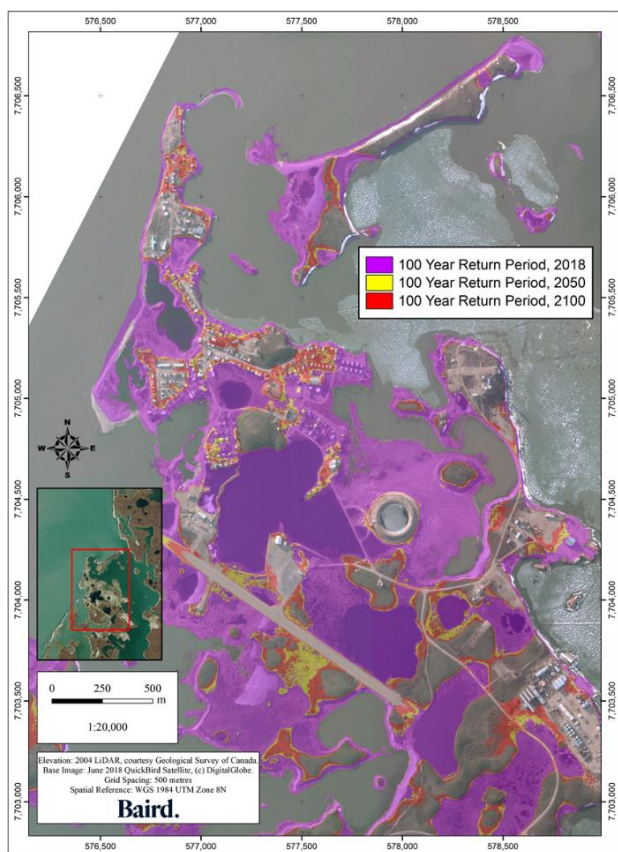 576,500
577,000
577,500
578,000
578,500
7,706,500
7,706,500
7,706,000
7,706,000
100 Year Return Period, 2018
100 Year Return Period, 2050
100 Year Return Period, 2100
7,705,500
7,705,500
7,705,000
7,705,000
N
W
E
S
7,704,500
7,704,500
7,704,000
7,704,000
0 250 500
m
1:20,000
7,703,500
7,703,500
Elevation: 2004 LiDAR, courtesy Geological Survey of Canada.
Base Image: June 2018 QuickBird Satellite, (c) DigitalGlobe.
Grid Spacing: 500 metres
Spatial Reference: WGS 1984 UTM Zone 8N
Baird.
7,703,000
7,703,000
576,500
577,000
577,500
578,000
578,500